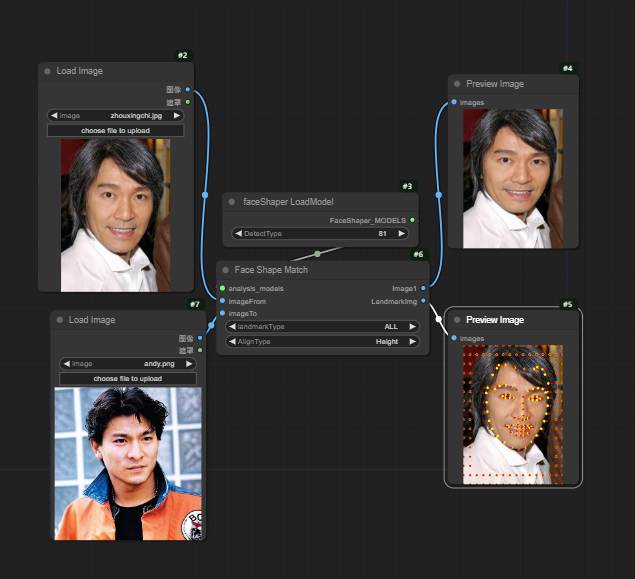 #2
Load Image
图像
遮罩
image zhouxingchi.jpg
choose file to upload
#4
Preview Image
images
#3
faceShaper LoadModel
FaceShaper_MODELS
DetectType 81
#6
Face Shape Match
analysis_models Image1
imageFrom LandmarkImg
imageTo
landmarkType ALL
AlignType Height
#7
Load Image
图像
遮罩
image andy.png
choose file to upload
#5
Preview Image
images